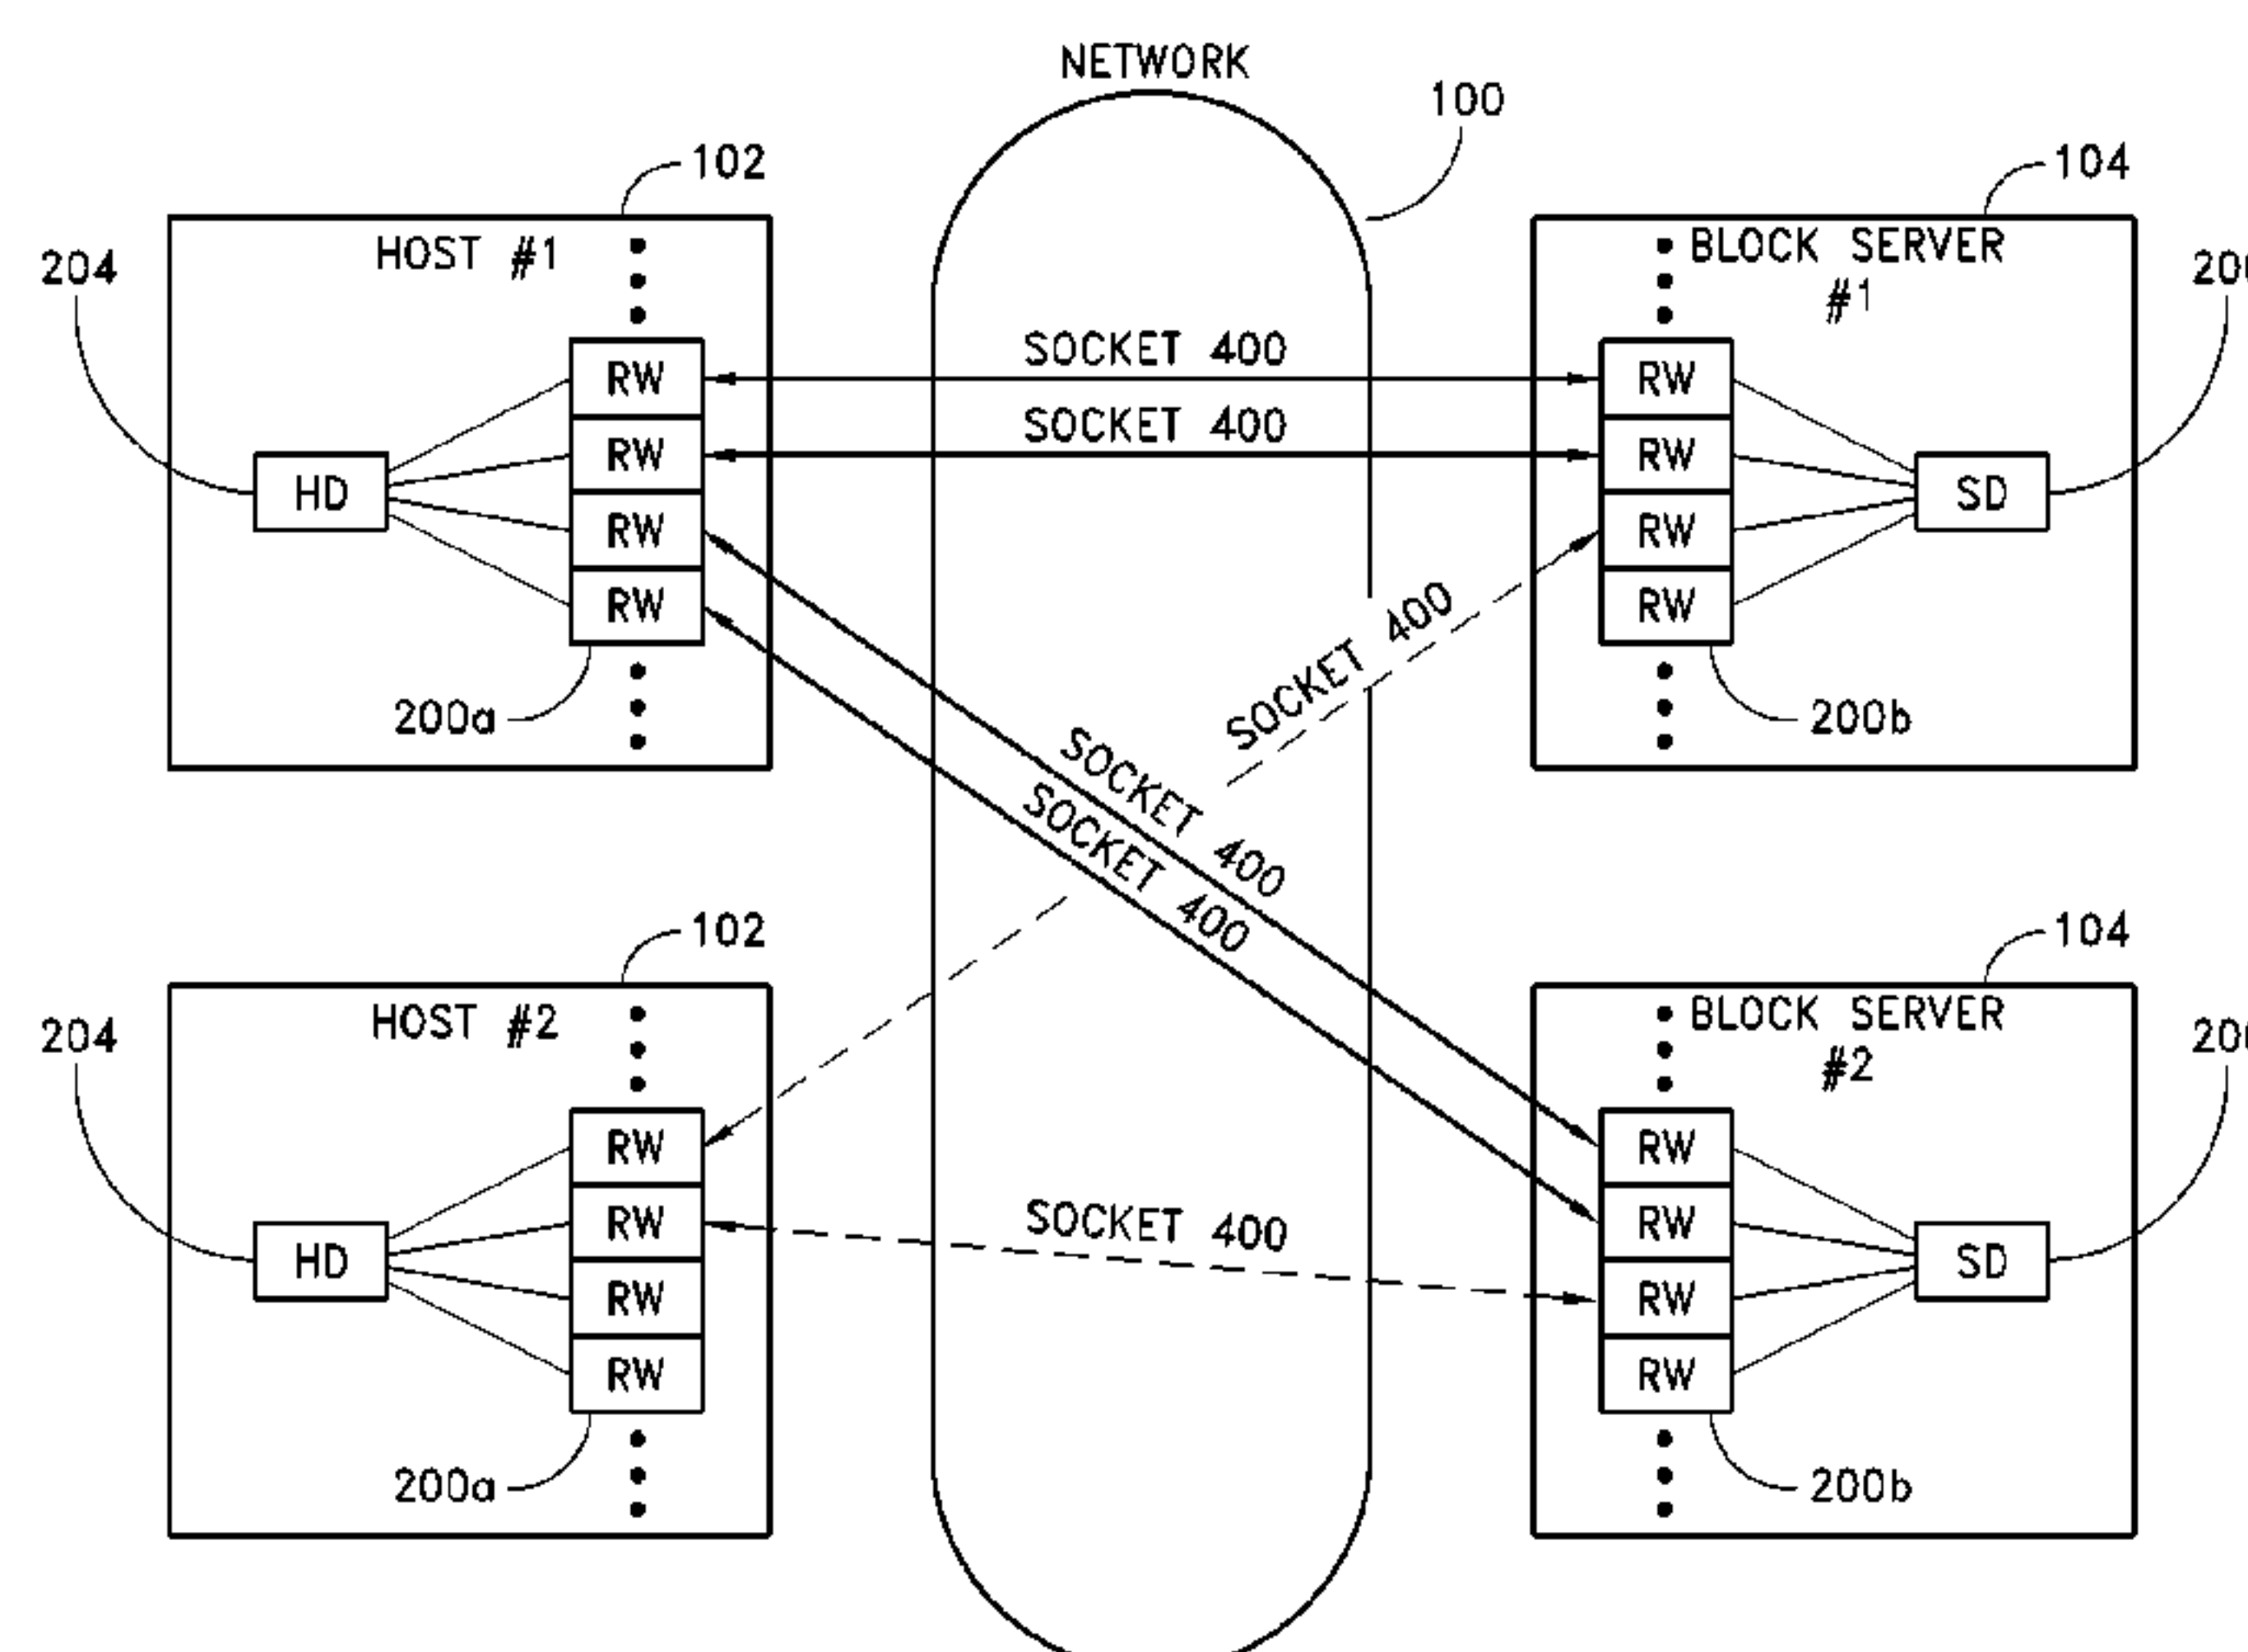 NETWORK
100
102
104
HOST #1
BLOCK SERVER
#1
204
RW
RW
RW
RW
HD
200a
SOCKET 400
SOCKET 400
SOCKET 400
SOCKET 400
SOCKET 400
RW
RW
RW
RW
SD
200b
102
104
HOST #2
BLOCK SERVER
#2
204
RW
RW
RW
RW
HD
200a
SOCKET 400
RW
RW
RW
RW
SD
200b